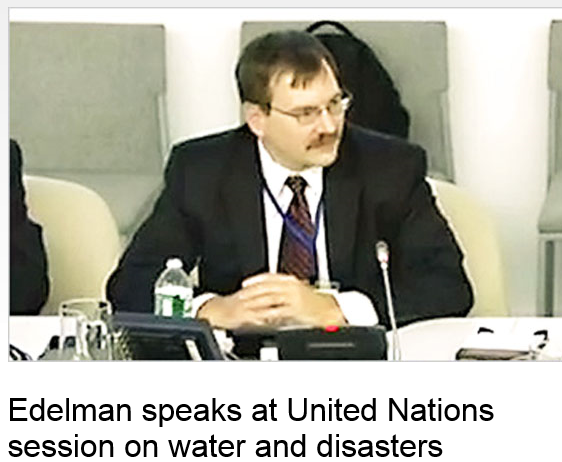 Edelman speaks at United Nations
session on water and disasters